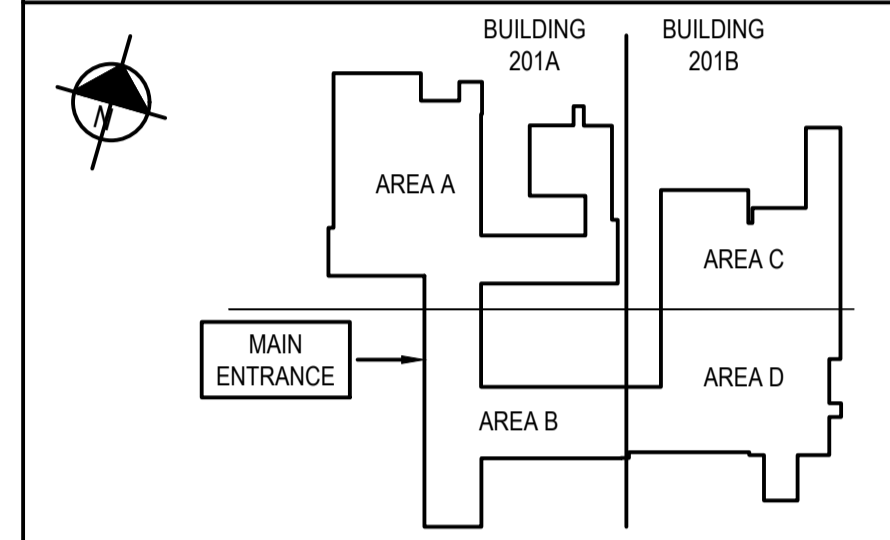 BUILDING
201A
BUILDING
201B
N
AREA A
AREA C
MAIN
ENTRANCE
AREA D
AREA B